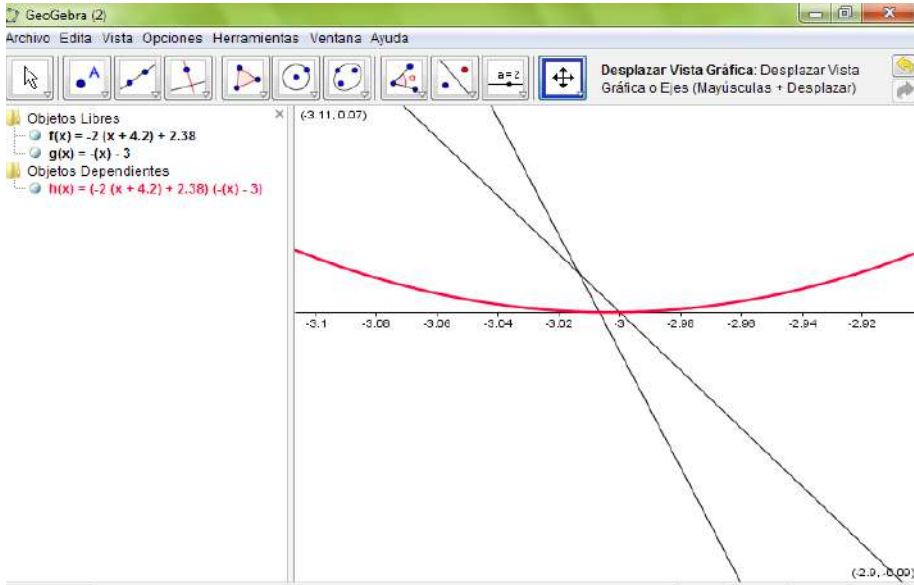 GeoGebra (2)
Archivo Edita Vista Opciones Herramientas Ventana Ayuda
A
α
a=2
Desplazar Vista Gráfica: Desplazar Vista
Gráfica o Ejes (Mayúsculas + Desplazar)
Objetos Libres
f(x) = -2 (x + 4.2) + 2.38
g(x) = -(x) - 3
Objetos Dependientes
h(x) = (-2 (x + 4.2) + 2.38) (-(x) - 3)
(-3.11, 0.07)
-3.1 -3.08 -3.06 -3.04 -3.02 -3 -2.98 -2.96 -2.94 -2.92
(-2.9, -0.09)